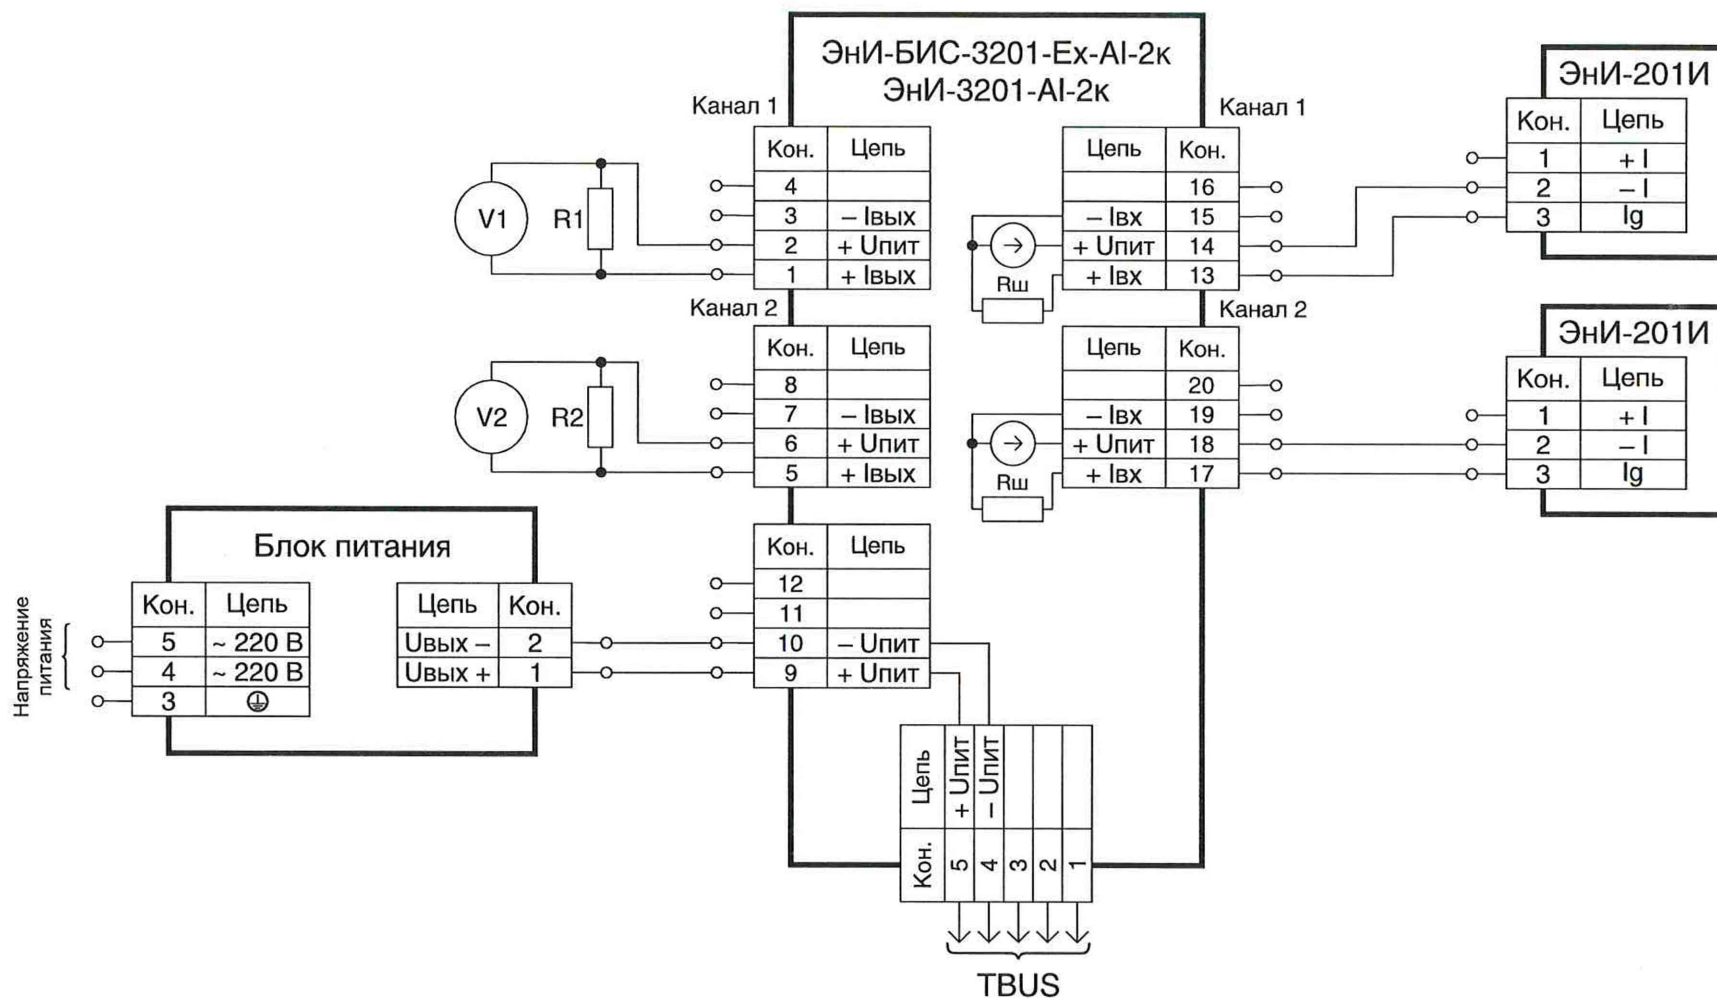 ЭнИ-БИС-3201-Ex-AI-2к
ЭнИ-3201-AI-2к
Канал 1
Кон. Цепь
4
3 – Iвых
2 + Uпит
1 + Iвых
V1 R1
Канал 2
Кон. Цепь
8
7 – Iвых
6 + Uпит
5 + Iвых
V2 R2
Канал 1
Цепь Кон.
16
– Iвх 15
+ Uпит 14
+ Iвх 13
Rш
Канал 2
Цепь Кон.
20
– Iвх 19
+ Uпит 18
+ Iвх 17
Rш
ЭнИ-201И
Кон. Цепь
1 + I
2 – I
3 Ig
ЭнИ-201И
Кон. Цепь
1 + I
2 – I
3 Ig
Блок питания
Напряжение
питания
Кон. Цепь
5 ~ 220 В
4 ~ 220 В
3
Цепь Кон.
Uвых – 2
Uвых + 1
Кон. Цепь
12
11
10 – Uпит
9 + Uпит
Цепь + Uпит – Uпит
Кон. 5 4 3 2 1
TBUS